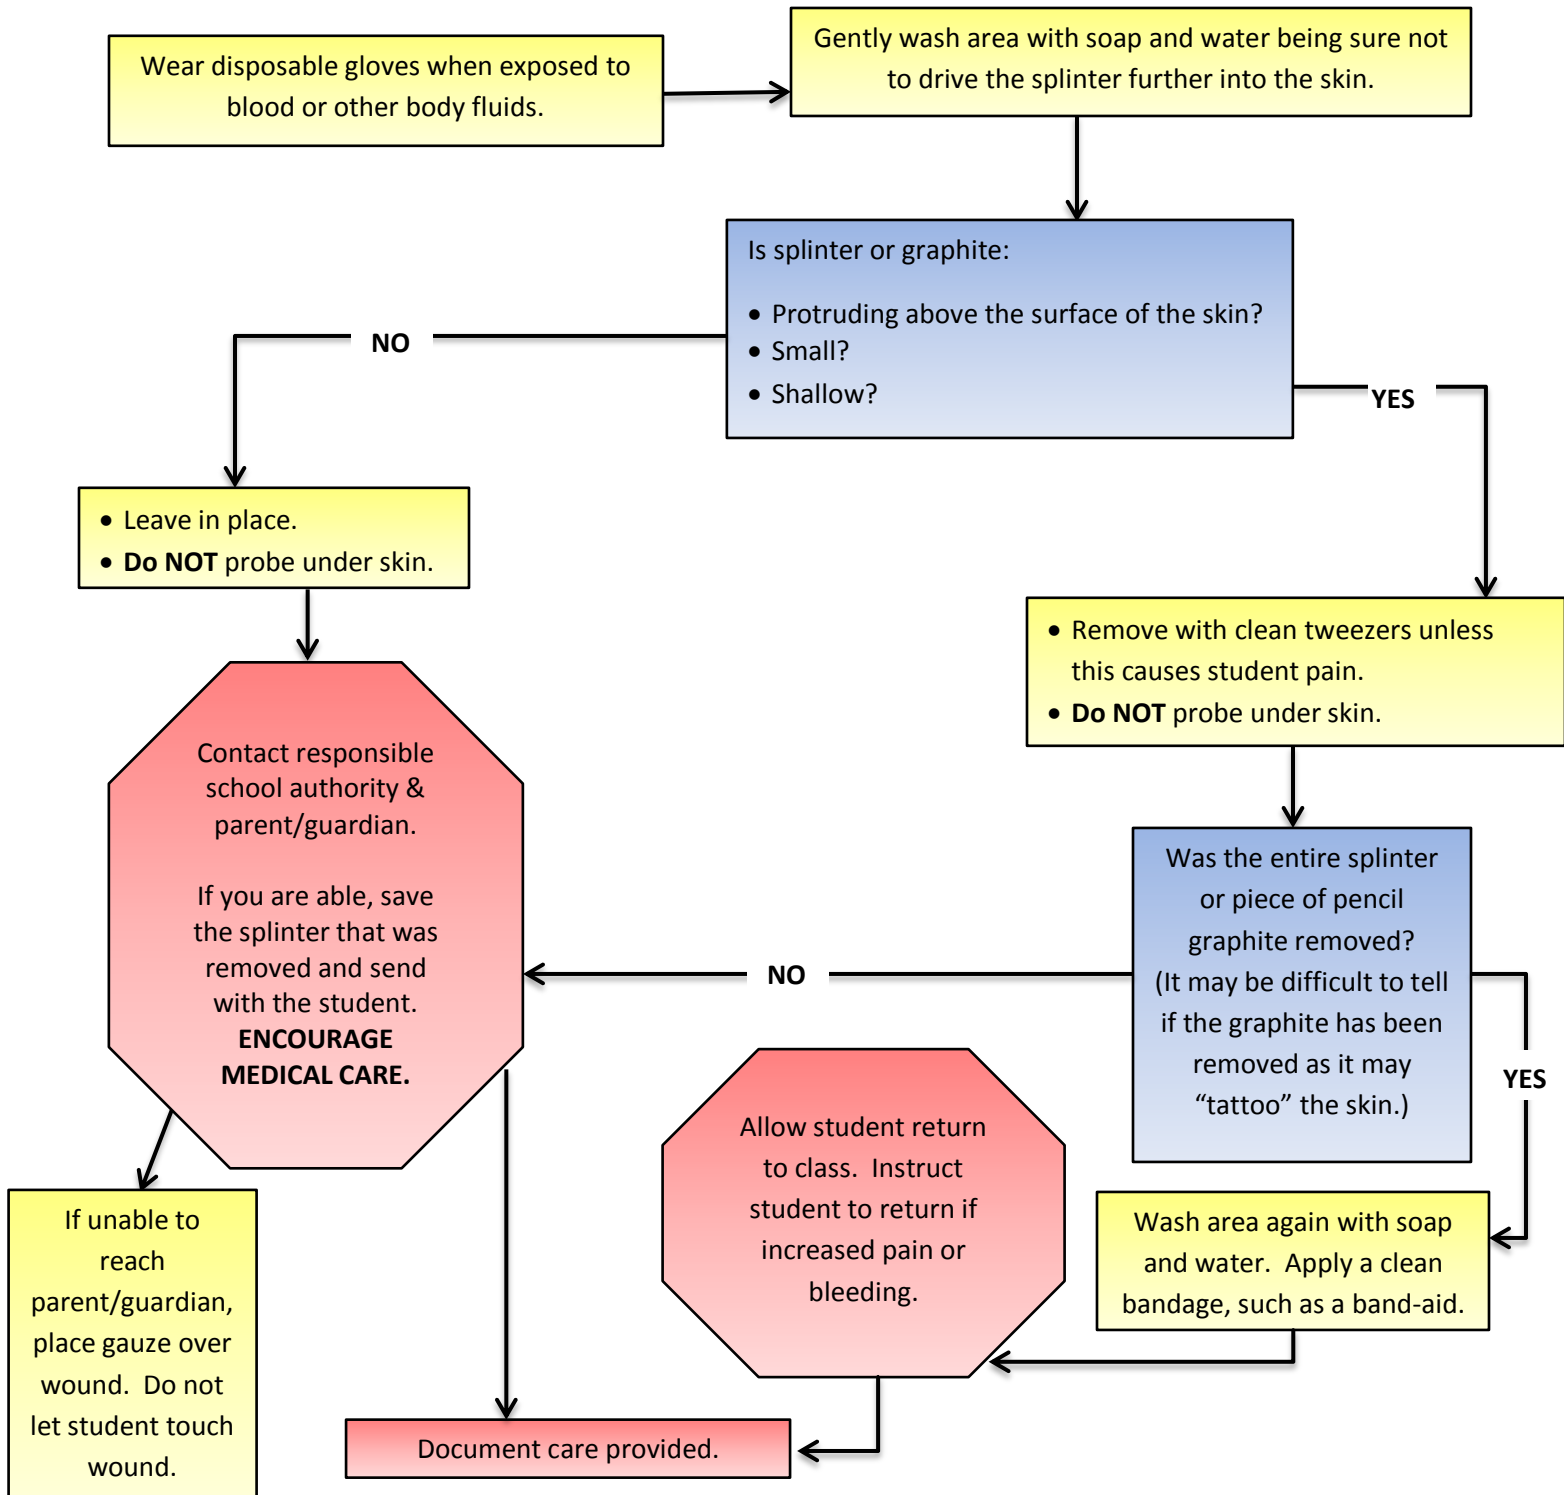 Wear disposable gloves when exposed to
blood or other body fluids.
Gently wash area with soap and water being sure not
to drive the splinter further into the skin.
Is splinter or graphite:
• Protruding above the surface of the skin?
• Small?
• Shallow?
NO
YES
• Leave in place.
• Do NOT probe under skin.
• Remove with clean tweezers unless
this causes student pain.
• Do NOT probe under skin.
Contact responsible
school authority &
parent/guardian.
If you are able, save
the splinter that was
removed and send
with the student.
ENCOURAGE
MEDICAL CARE.
Was the entire splinter
or piece of pencil
graphite removed?
(It may be difficult to tell
if the graphite has been
removed as it may
“tattoo” the skin.)
NO
YES
Allow student return
to class.  Instruct
student to return if
increased pain or
bleeding.
Wash area again with soap
and water.  Apply a clean
bandage, such as a band-aid.
If unable to
reach
parent/guardian,
place gauze over
wound.  Do not
let student touch
wound.
Document care provided.